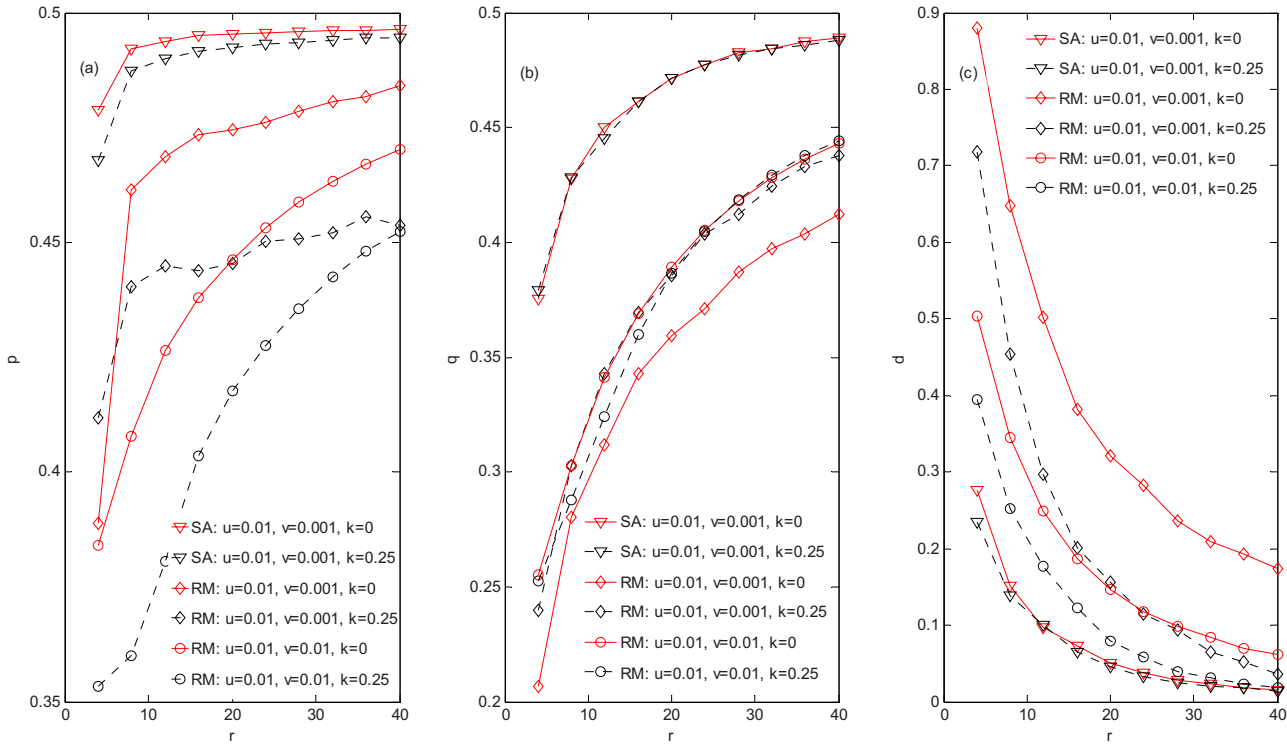 (a)
0.5
0.45
0.4
0.35
p
0
10
20
30
40
r
SA: u=0.01, v=0.001, k=0
SA: u=0.01, v=0.001, k=0.25
RM: u=0.01, v=0.001, k=0
RM: u=0.01, v=0.001, k=0.25
RM: u=0.01, v=0.01, k=0
RM: u=0.01, v=0.01, k=0.25
(b)
0.5
0.45
0.4
0.35
0.3
0.25
0.2
q
0
10
20
30
40
r
SA: u=0.01, v=0.001, k=0
SA: u=0.01, v=0.001, k=0.25
RM: u=0.01, v=0.001, k=0
RM: u=0.01, v=0.001, k=0.25
RM: u=0.01, v=0.01, k=0
RM: u=0.01, v=0.01, k=0.25
(c)
0.9
0.8
0.7
0.6
0.5
0.4
0.3
0.2
0.1
0
d
0
10
20
30
40
r
SA: u=0.01, v=0.001, k=0
SA: u=0.01, v=0.001, k=0.25
RM: u=0.01, v=0.001, k=0
RM: u=0.01, v=0.001, k=0.25
RM: u=0.01, v=0.01, k=0
RM: u=0.01, v=0.01, k=0.25